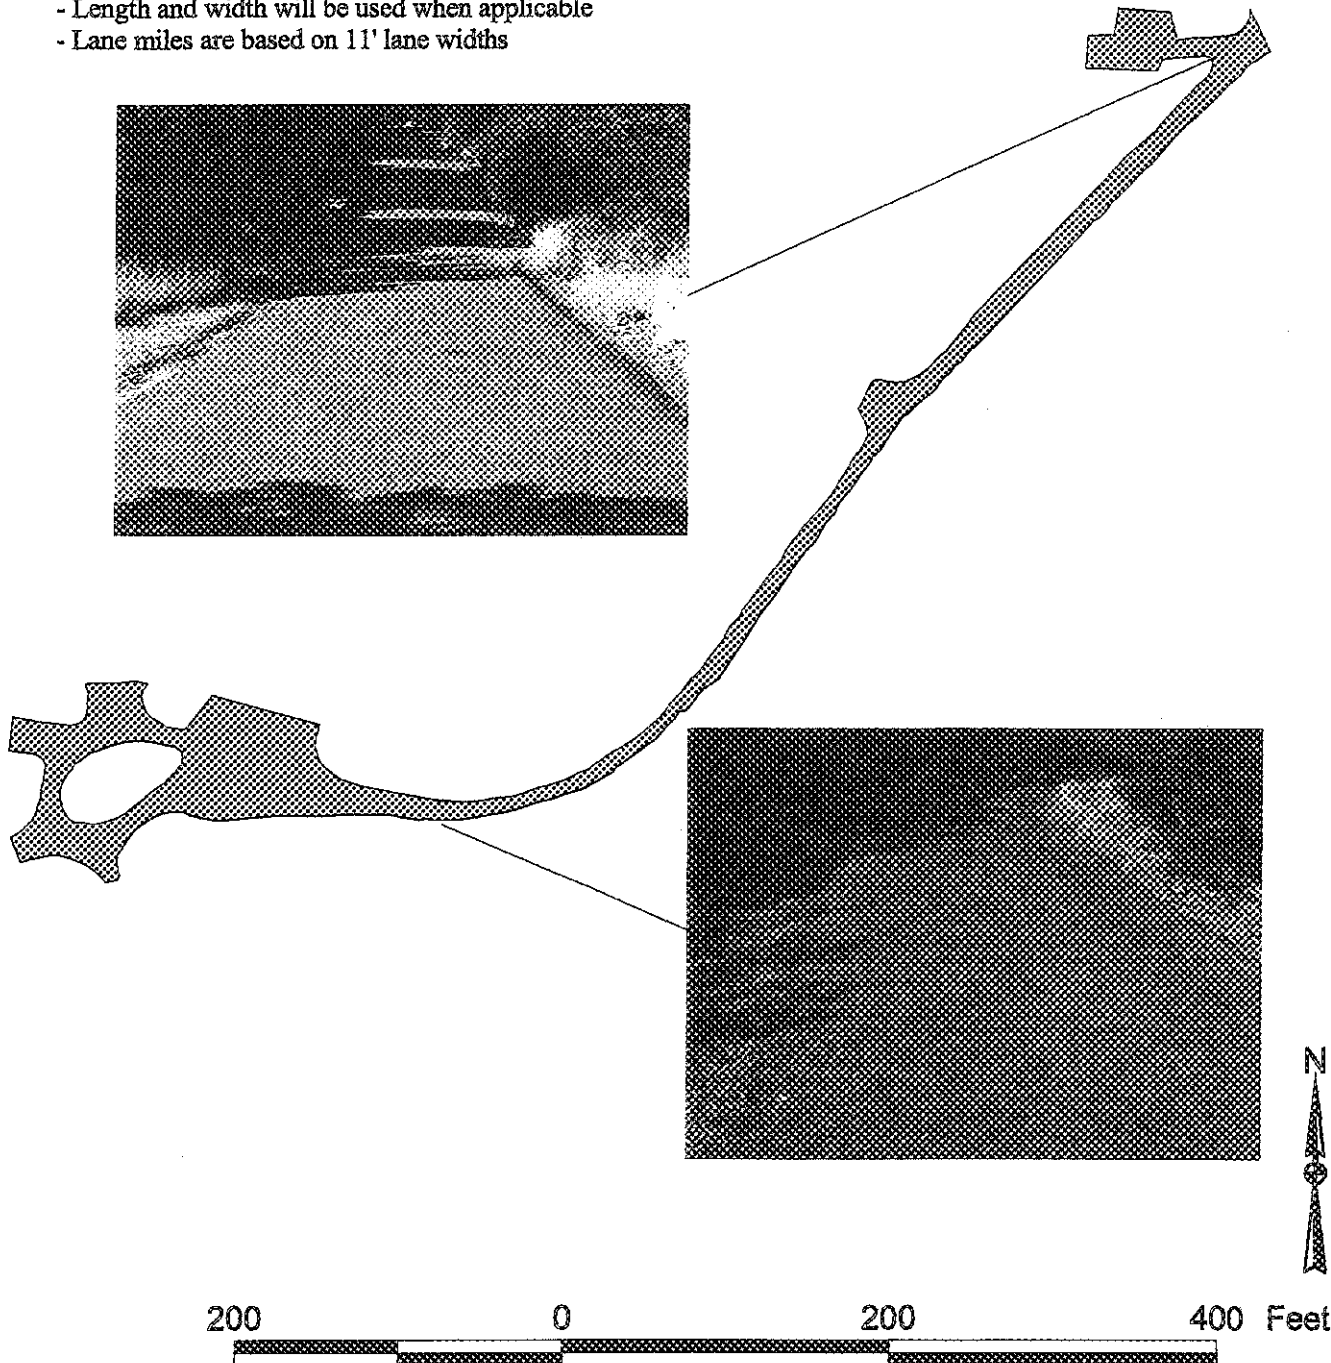 - Length and width will be used when applicable
- Lane miles are based on 11' lane widths
N
200 0 200 400 Feet